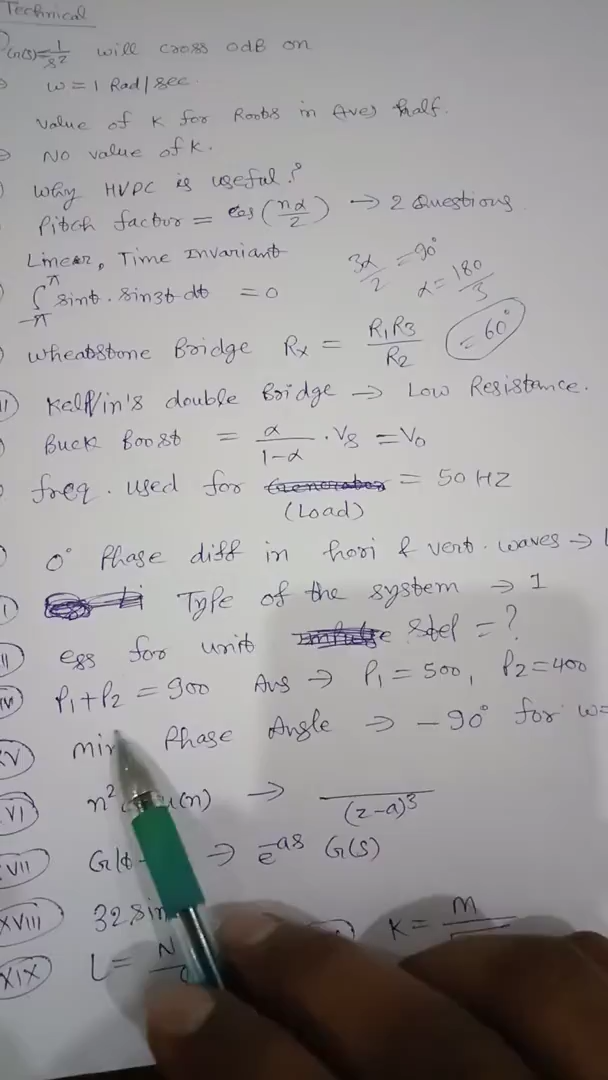 Technical
G(s)=1/s² will cross 0dB on
w = 1 Rad/sec.
Value of K for Roots in +ve half.
No value of K.
Why HVDC is useful?
Pitch factor = cos(nα/2) → 2 Questions
Linear, Time Invariant
3α/2 = 90°
α = 180/3
= 60°
∫ -π π sint. sin3t dt = 0
Wheatstone Bridge Rx = R1R3/R2
Kelvin's double Bridge → Low Resistance.
Buck Boost = α/1-α . Vs = Vo
freq. used for = 50 HZ
(Load)
0° Phase diff in hori & vert. waves →
Type of the system → 1
ess for unit step = ?
P1+P2 = 900 Ans → P1 = 500, P2 = 400
XV min Phase Angle → -90° for w=
n² u(n) → /(z-a)³
G(t → e^-as G(s)
XVIII 32 sin
K = M
XIX L = N